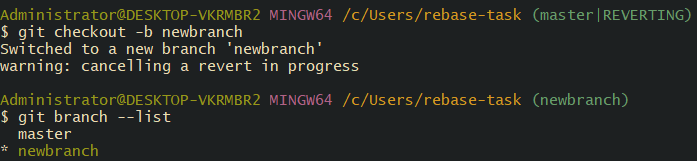 Administrator@DESKTOP-VKRMBR2 MINGW64 /c/Users/rebase-task (master|REVERTING)
$ git checkout -b newbranch
Switched to a new branch 'newbranch'
warning: cancelling a revert in progress

Administrator@DESKTOP-VKRMBR2 MINGW64 /c/Users/rebase-task (newbranch)
$ git branch --list
  master
* newbranch